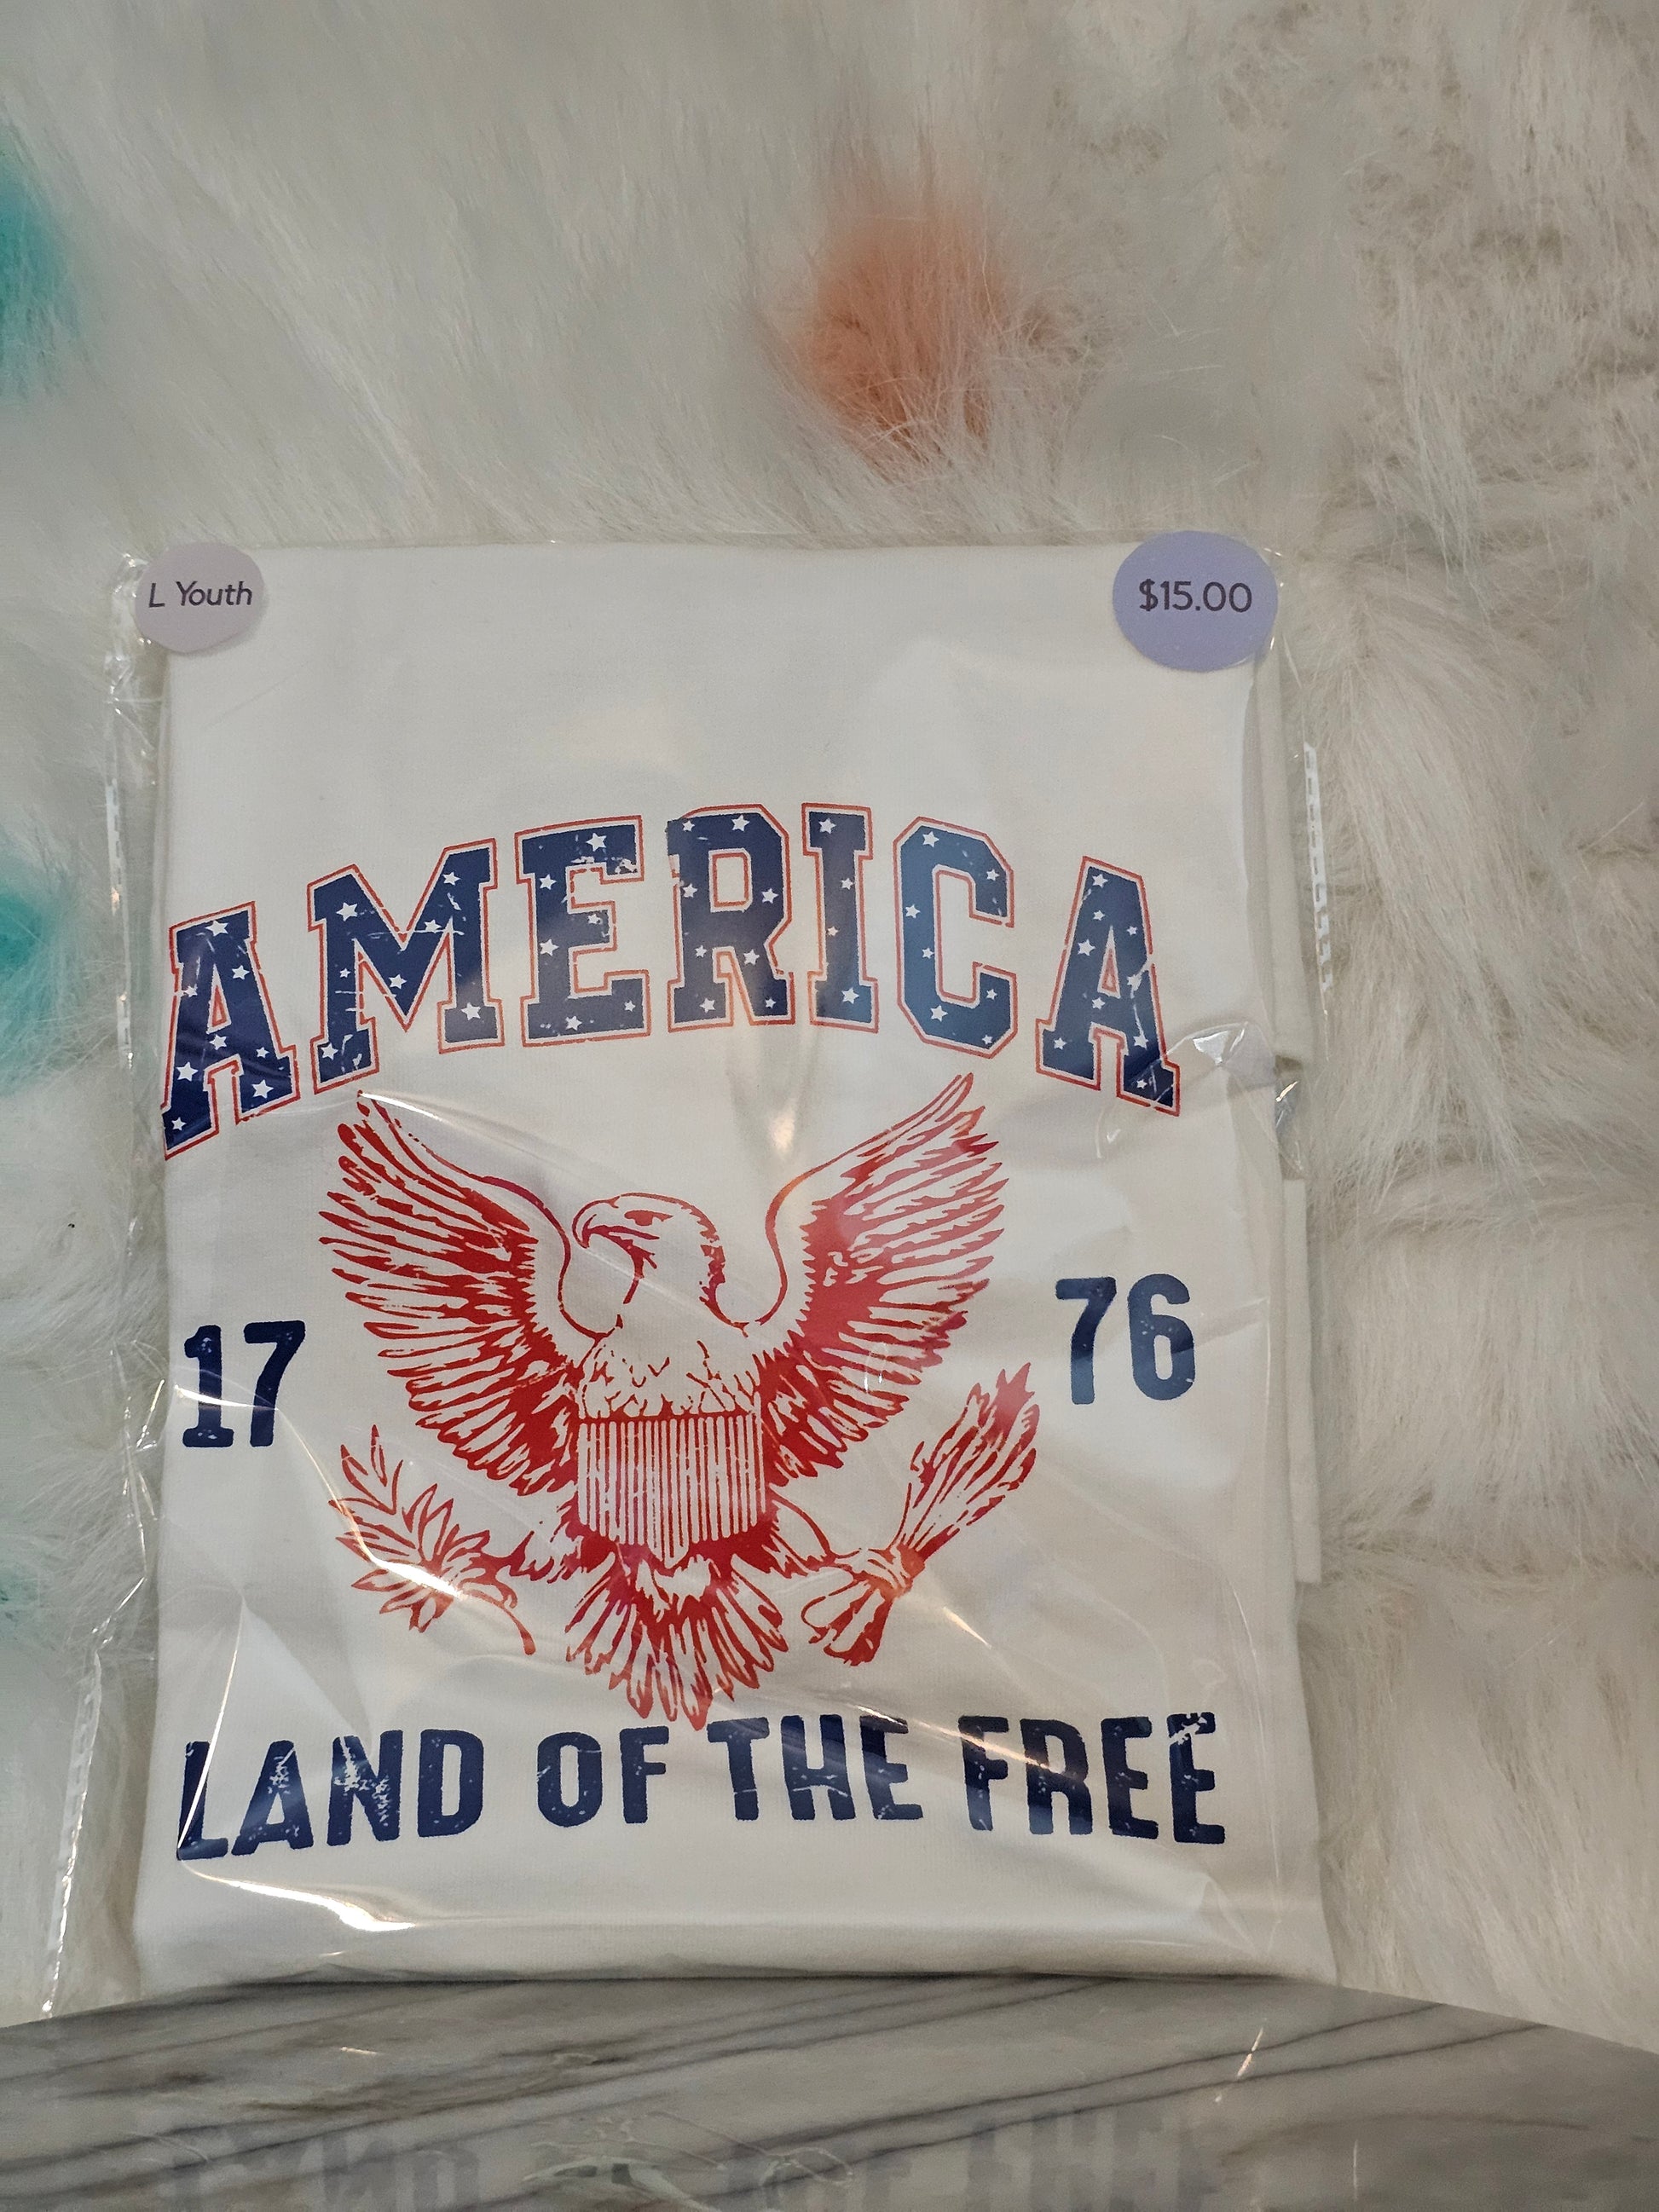 L Youth
$15.00
AMERICA
17 76
LAND OF THE FREE